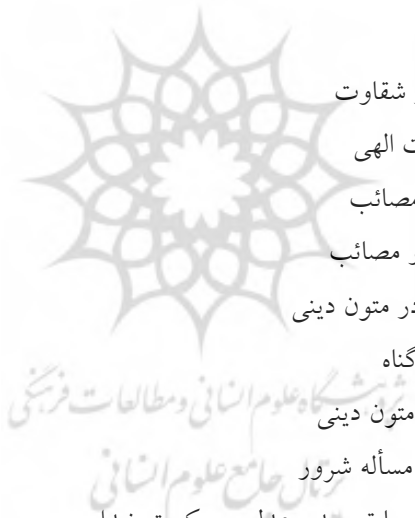 شقاوت
ت الهی
مصائب
ر مصائب
در متون دینی
گناه
پژوهشگاه علوم انسانی و مطالعات فرهنگی
متون دینی
مسأله شرور
پرتال جامع علوم انسانی